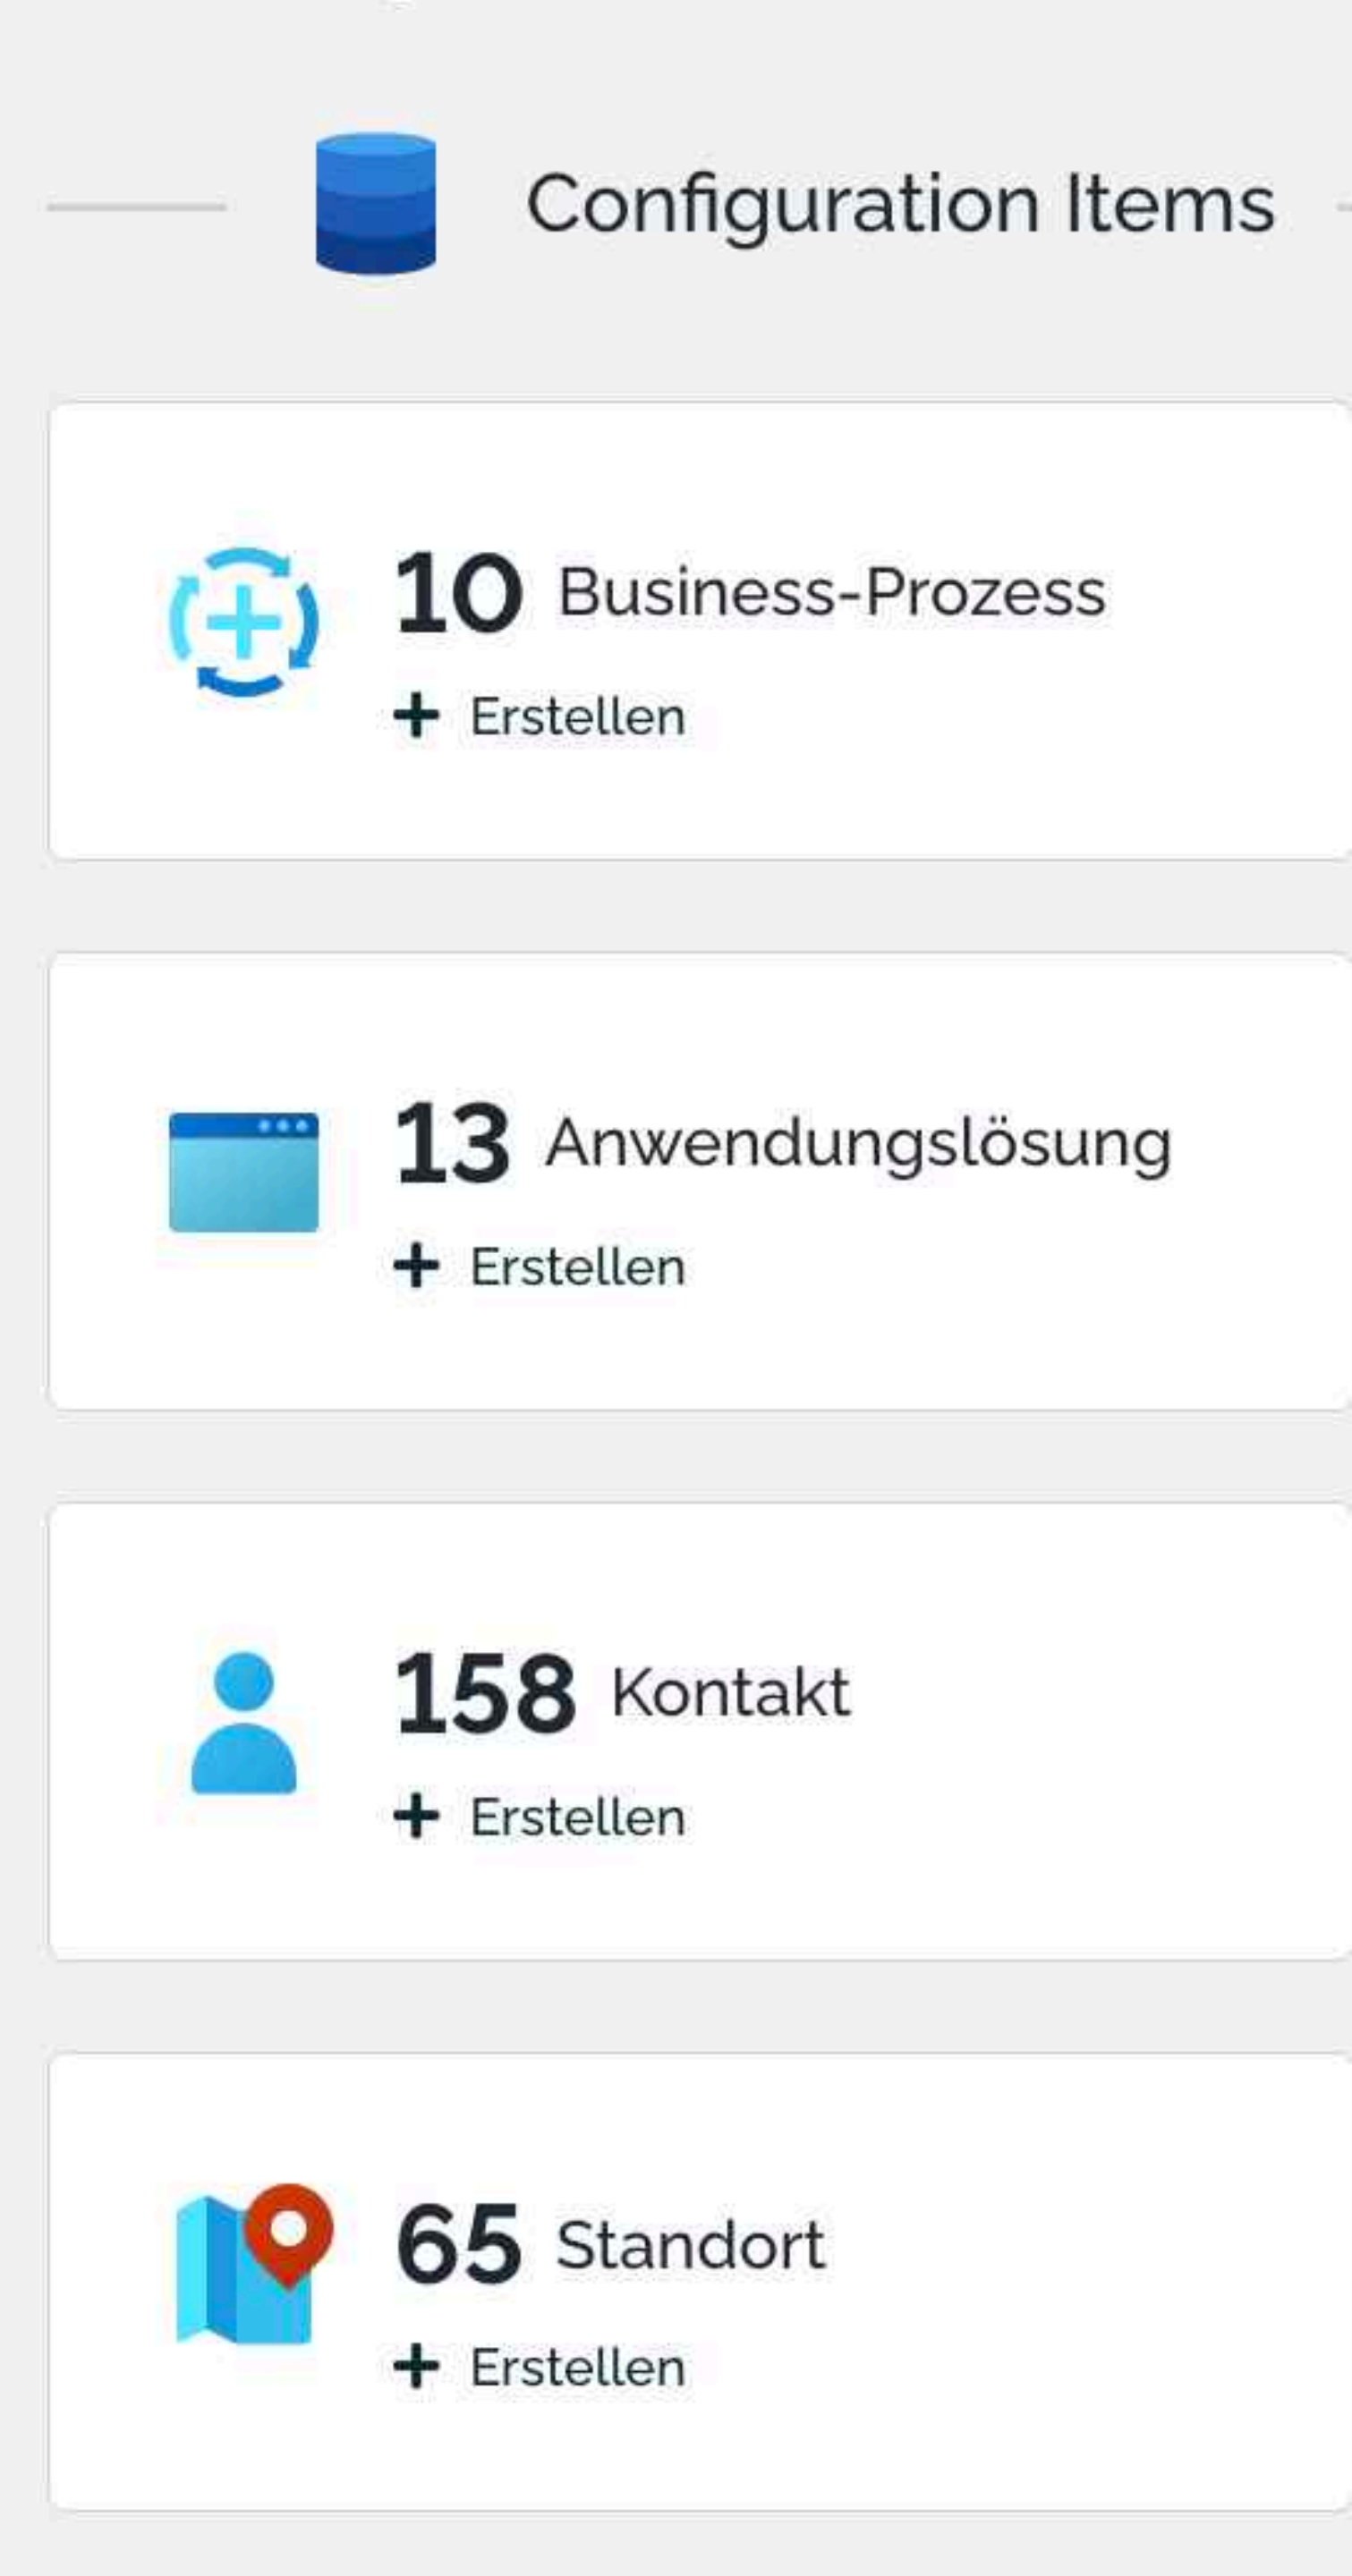 Configuration Items
10 Business-Prozess
+ Erstellen
13 Anwendungslösung
+ Erstellen
158 Kontakt
+ Erstellen
65 Standort
+ Erstellen